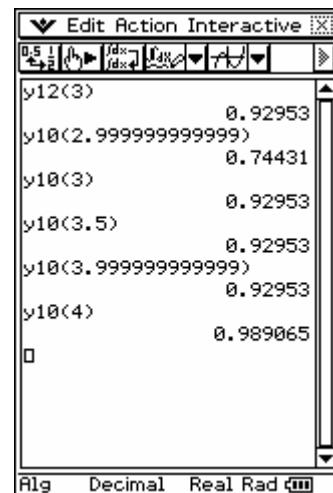 Edit Action Interactive
y12(3)
0.92953
y10(2.999999999999)
0.74431
y10(3)
0.92953
y10(3.5)
0.92953
y10(3.999999999999)
0.92953
y10(4)
0.989065
Alg Decimal Real Rad